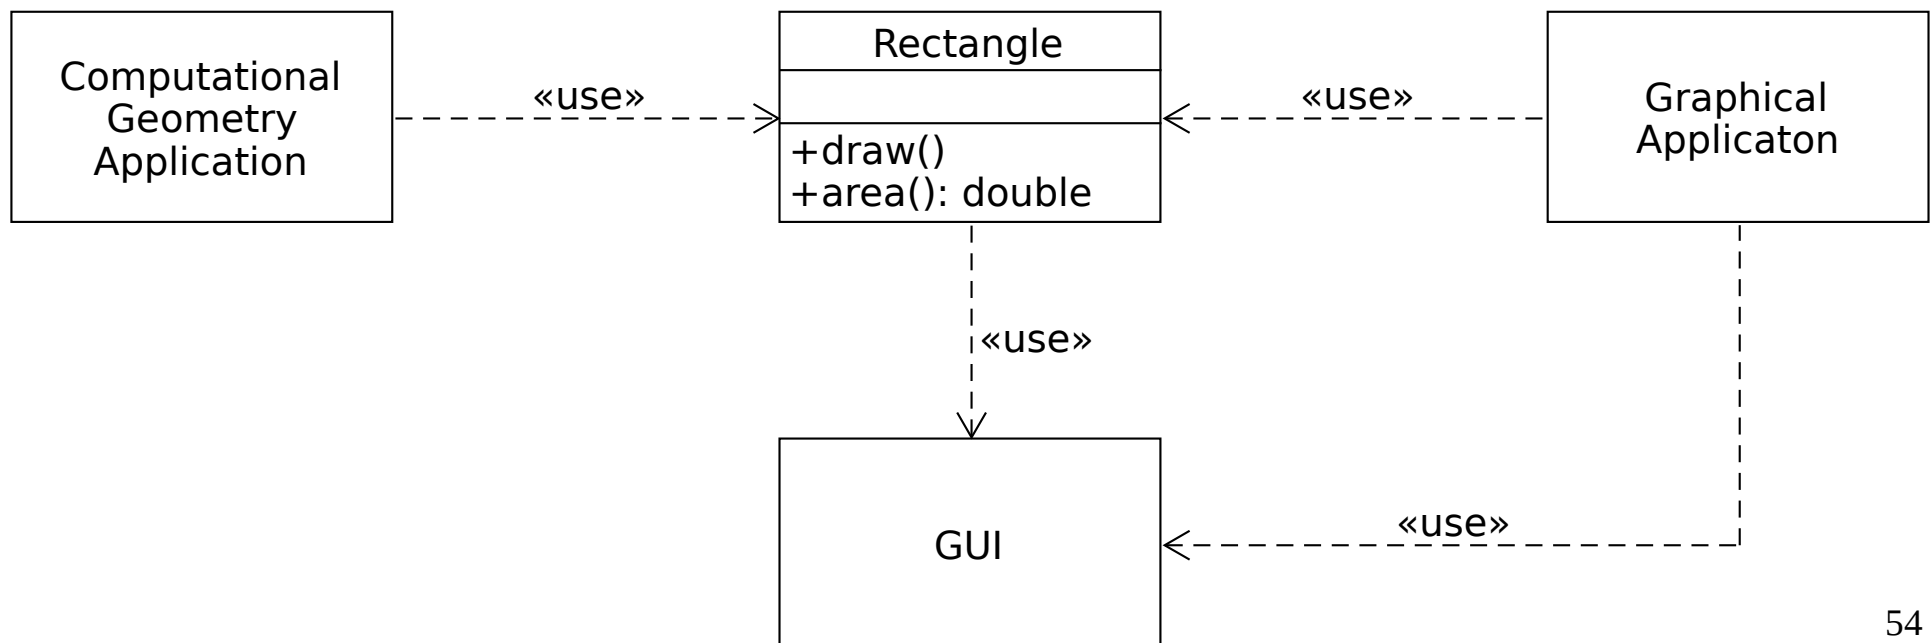 Computational
Geometry
Application
«use»
Rectangle
+draw()
+area(): double
«use»
Graphical
Applicaton
«use»
GUI
«use»
54